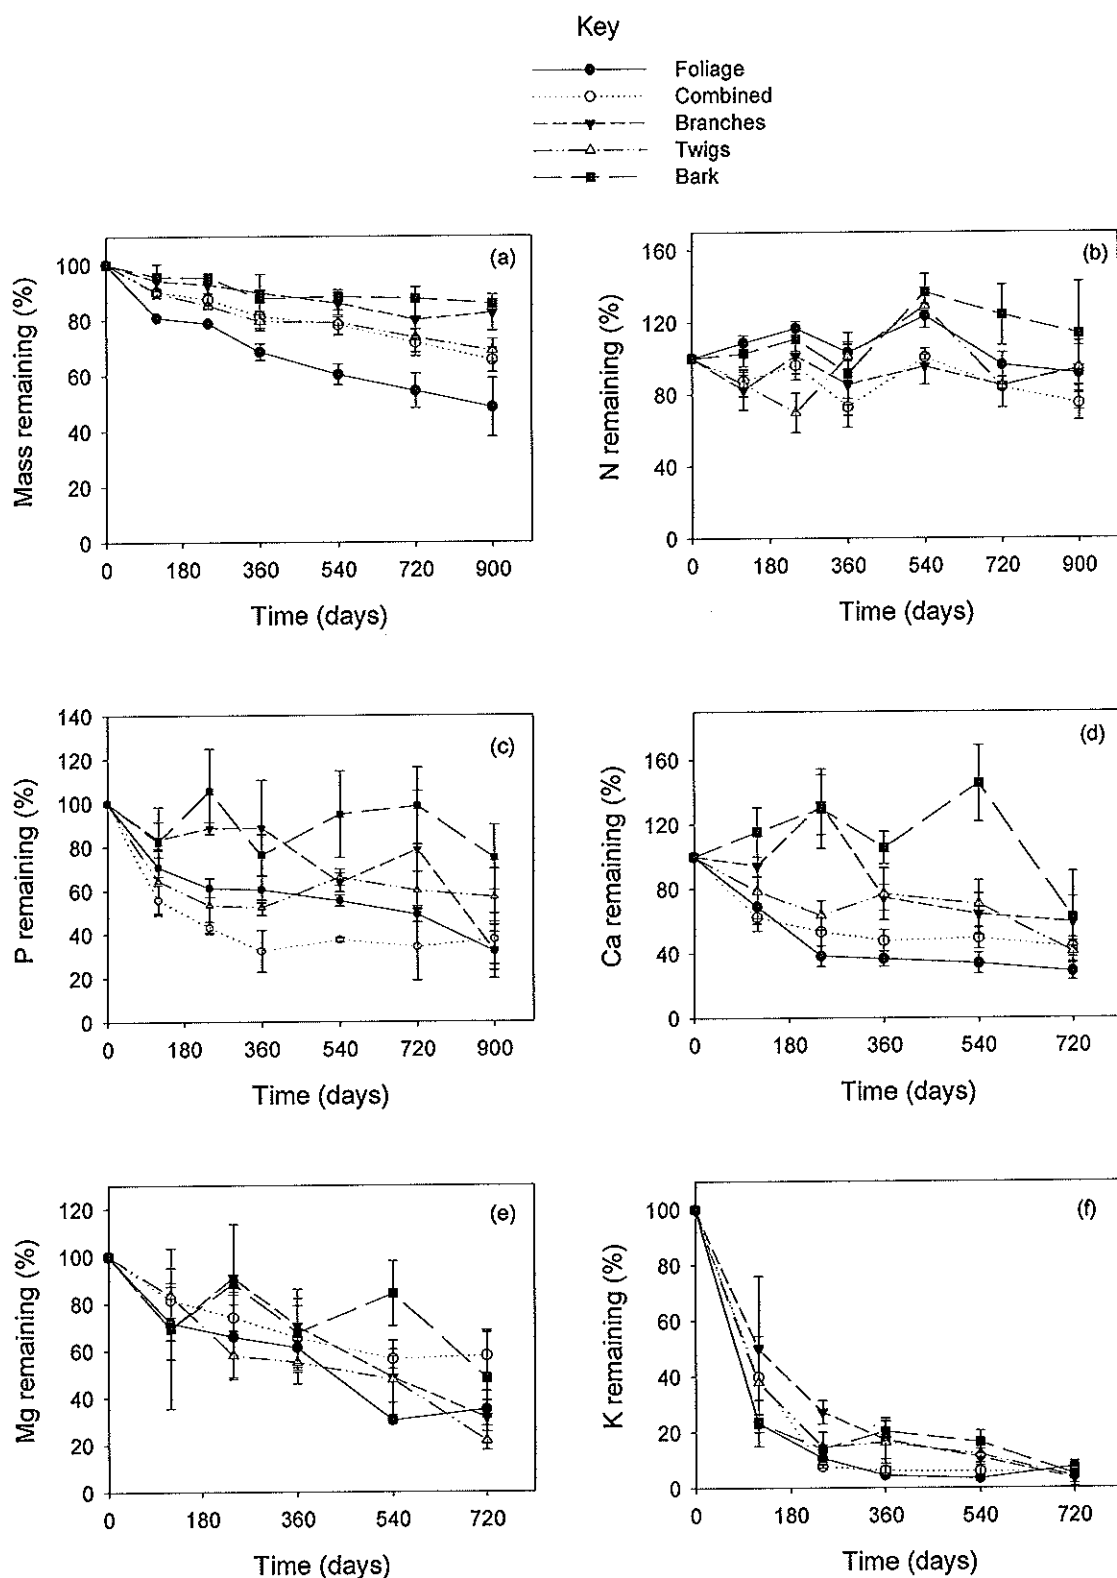 Key
Foliage
Combined
Branches
Twigs
Bark
(a)
Mass remaining (%)
100
80
60
40
20
0
0 180 360 540 720 900
Time (days)
(b)
N remaining (%)
160
120
80
40
0
0 180 360 540 720 900
Time (days)
(c)
P remaining (%)
140
120
100
80
60
40
20
0
0 180 360 540 720 900
Time (days)
(d)
Ca remaining (%)
160
120
80
40
0
0 180 360 540 720
Time (days)
(e)
Mg remaining (%)
120
100
80
60
40
20
0
0 180 360 540 720
Time (days)
(f)
K remaining (%)
100
80
60
40
20
0
0 180 360 540 720
Time (days)